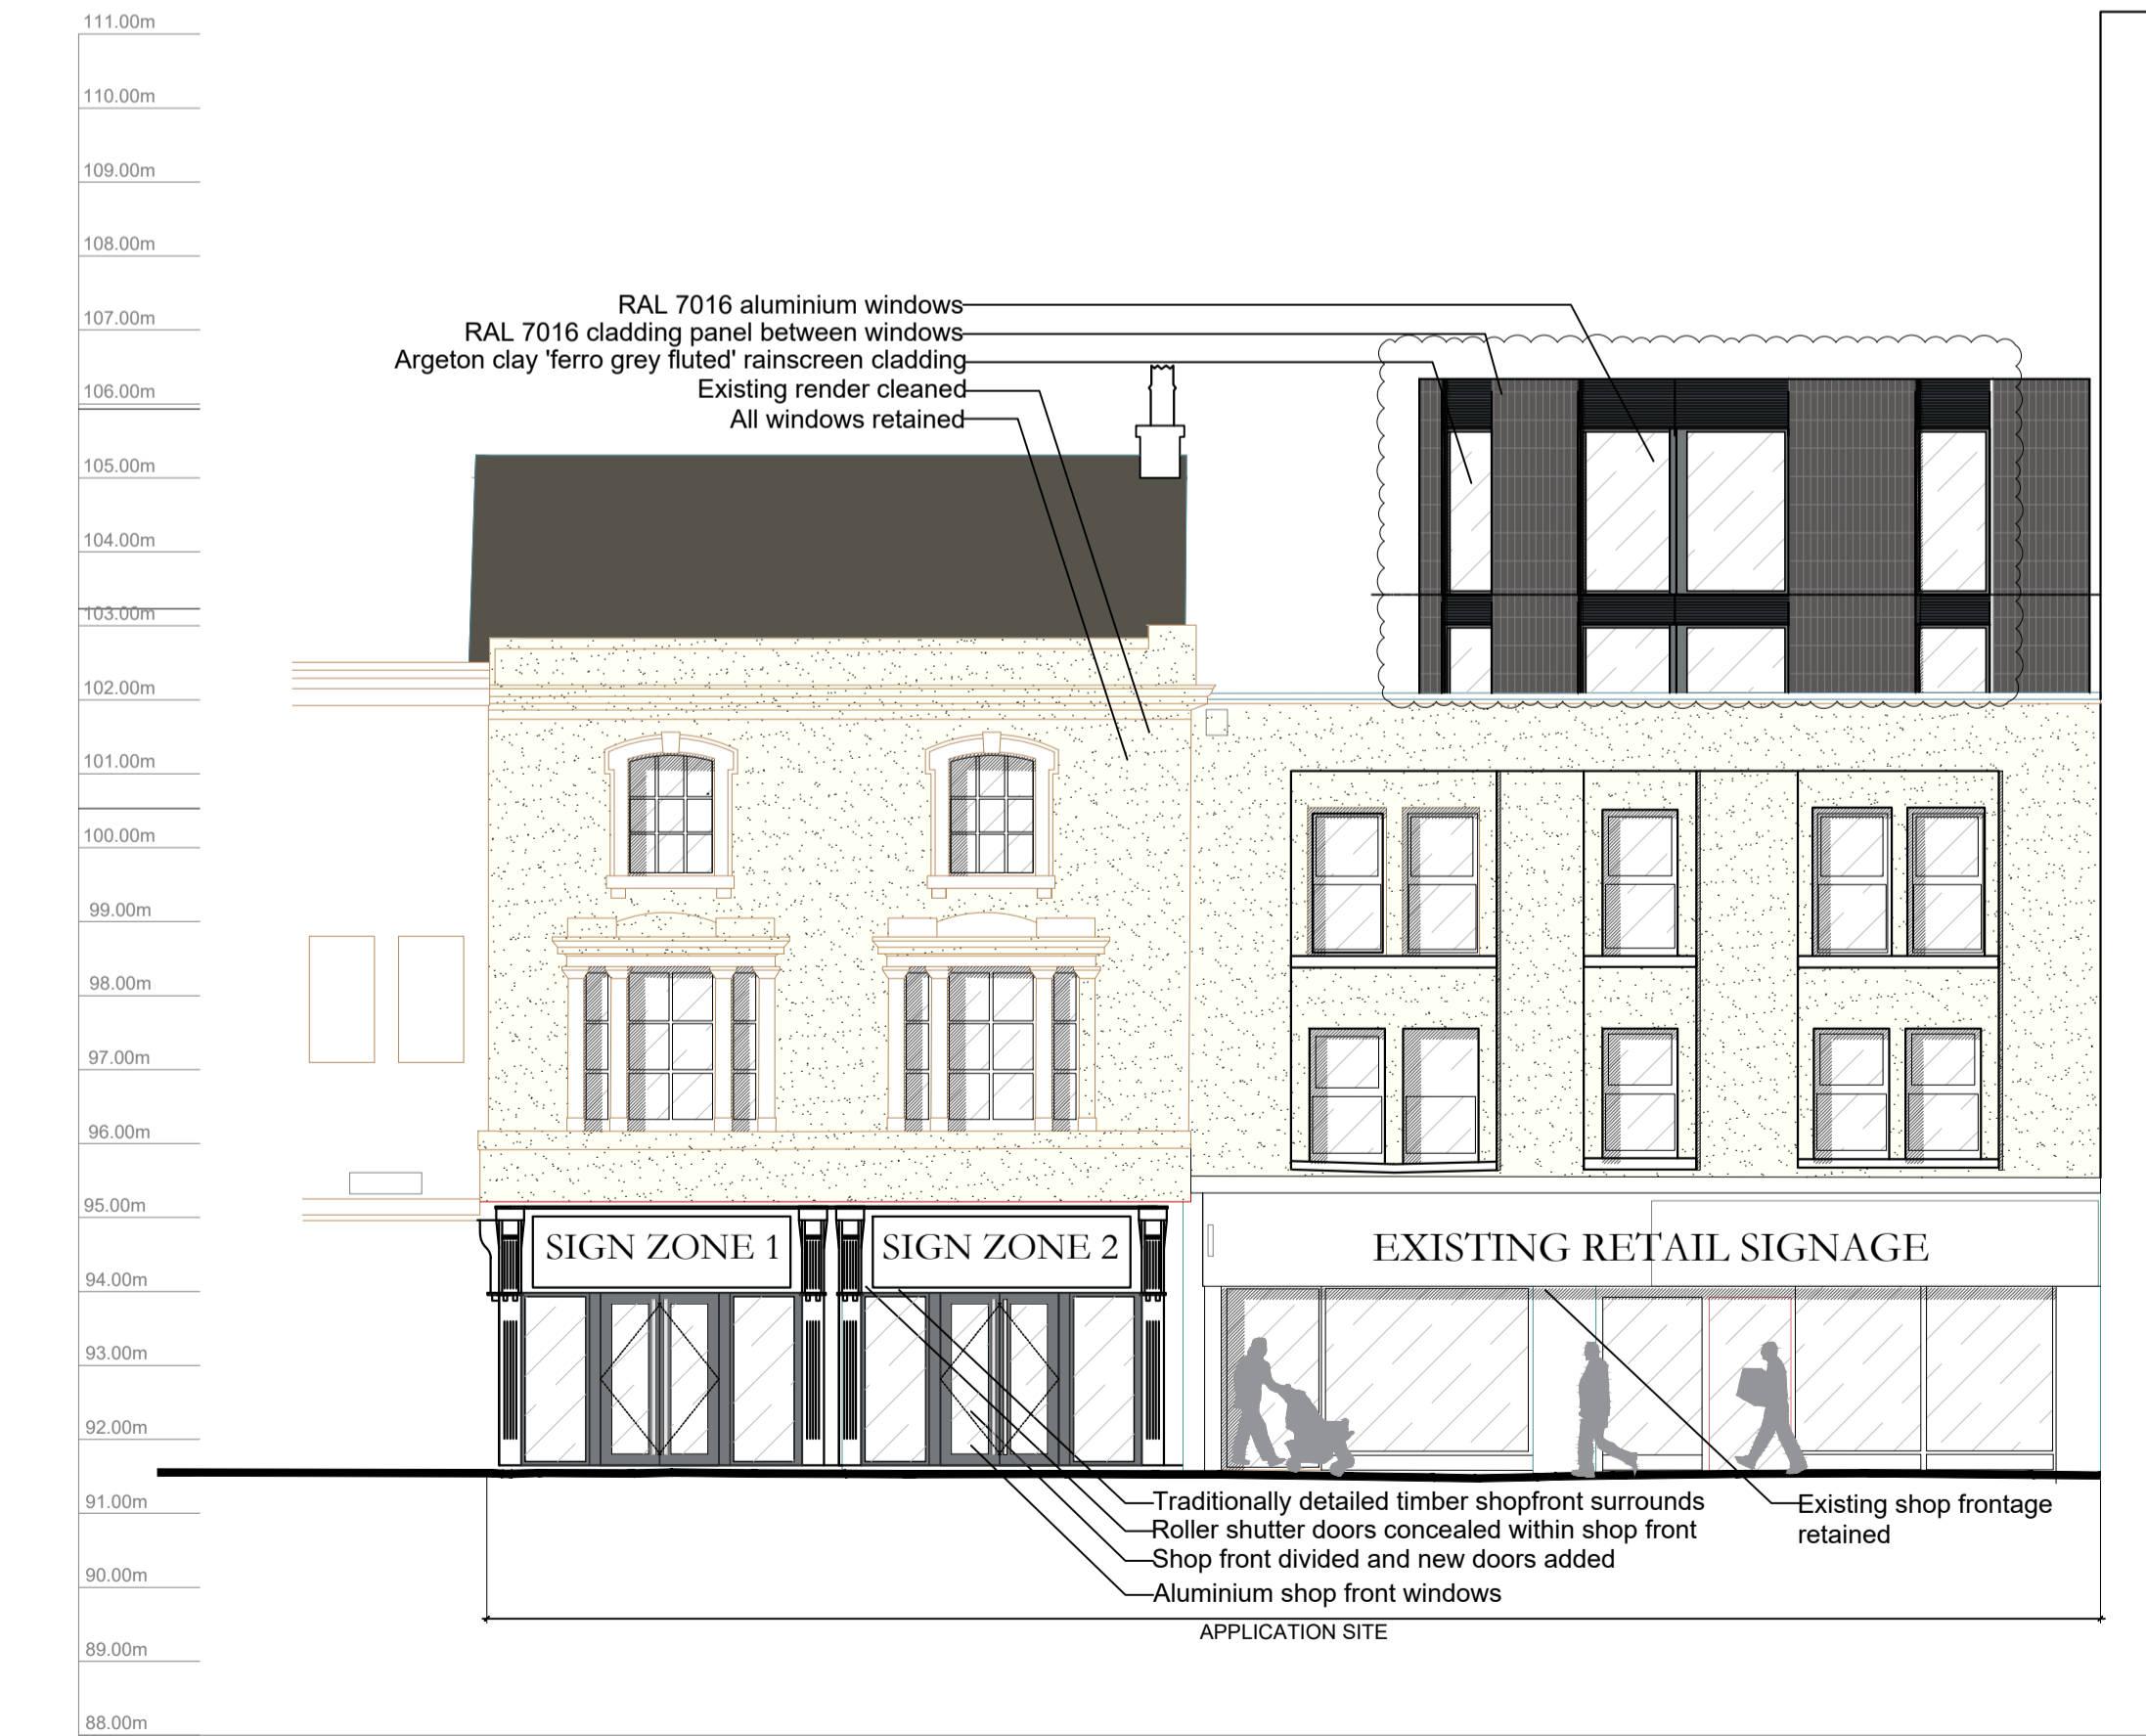 111.00m
110.00m
109.00m
108.00m
107.00m
106.00m
105.00m
104.00m
103.00m
102.00m
101.00m
100.00m
99.00m
98.00m
97.00m
96.00m
95.00m
94.00m
93.00m
92.00m
91.00m
90.00m
89.00m
88.00m
RAL 7016 aluminium windows
RAL 7016 cladding panel between windows
Argeton clay 'ferro grey fluted' rainscreen cladding
Existing render cleaned
All windows retained
SIGN ZONE 1
SIGN ZONE 2
EXISTING RETAIL SIGNAGE
Traditionally detailed timber shopfront surrounds
Roller shutter doors concealed within shop front
Shop front divided and new doors added
Aluminium shop front windows
Existing shop frontage
retained
APPLICATION SITE